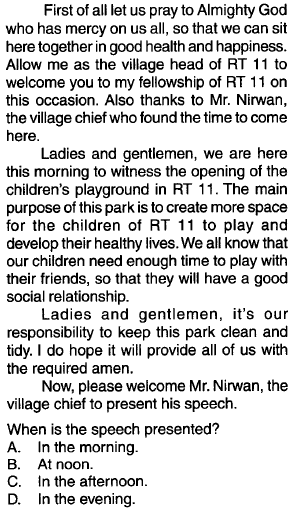 First of all let us pray to Almighty God
who has mercy on us all, so that we can sit
here together in good health and happiness.
Allow me as the village head of RT 11 to
welcome you to my fellowship of RT 11 on
this occasion. Also thanks to Mr. Nirwan,
the village chief who found the time to come
here.
Ladies and gentlemen, we are here
this morning to witness the opening of the
children's playground in RT 11. The main
purpose of this park is to create more space
for the children of RT 11 to play and
develop their healthy lives. We all know that
our children need enough time to play with
their friends, so that they will have a good
social relationship.
Ladies and gentlemen, it's our
responsibility to keep this park clean and
tidy. I do hope it will provide all of us with
the required amen.
Now, please welcome Mr. Nirwan, the
village chief to present his speech.
When is the speech presented?
A. In the morning.
B. At noon.
C. In the afternoon.
D. In the evening.